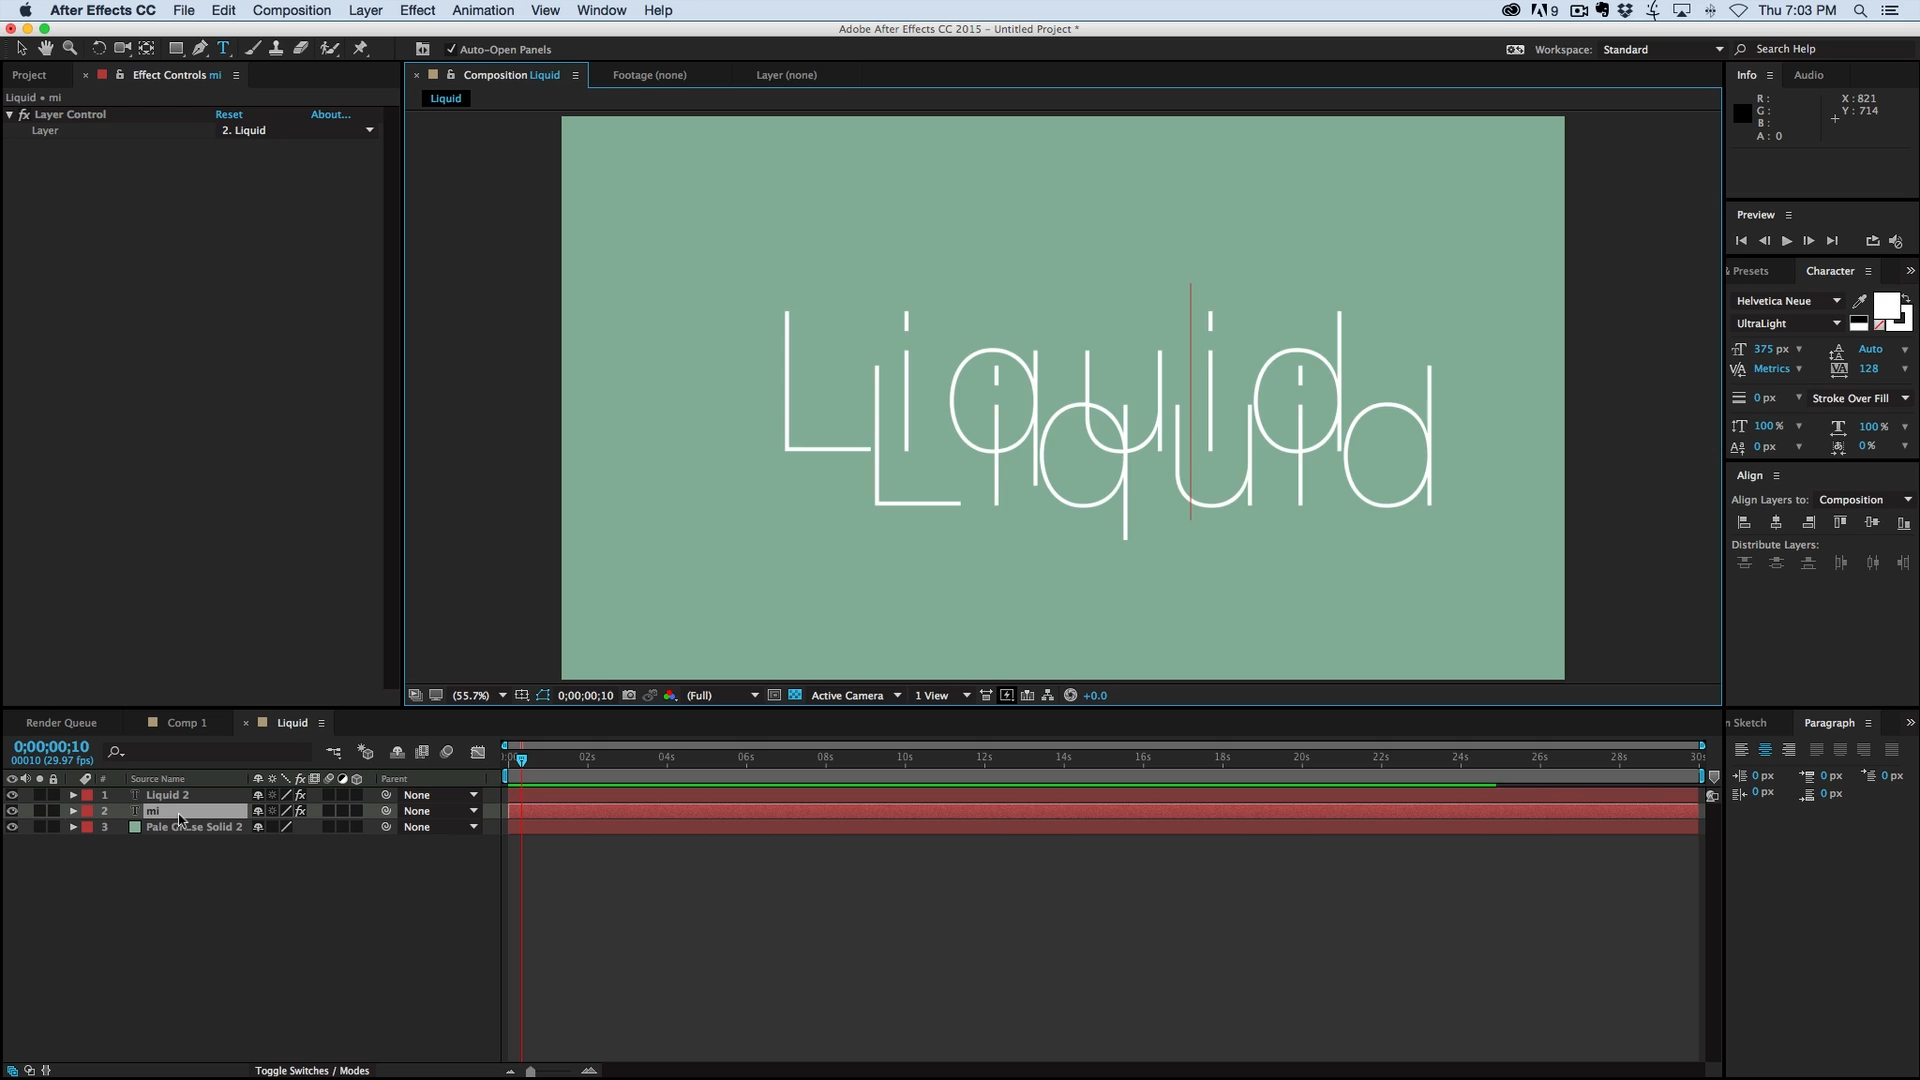 After Effects CC File Edit Composition Layer Effect Animation View Window Help
9 Thu 7:03 PM
Adobe After Effects CC 2015 - Untitled Project *
Auto-Open Panels Workspace: Standard Search Help
Project Effect Controls mi Composition Liquid Footage (none) Layer (none) Info Audio
Liquid • mi
Liquid
fx Layer Control Reset About...
Layer 2. Liquid
R:
G:
B:
A: 0
X: 821
Y: 714
Preview
& Presets Character
Helvetica Neue
UltraLight
375 px Auto
Metrics 128
0 px Stroke Over Fill
100% 100%
0 px 0%
Align
Align Layers to: Composition
Distribute Layers:
Liquid
Liquid
(55.7%) 0;00;00;10 (Full) Active Camera 1 View +0.0
Render Queue Comp 1 Liquid
n Sketch Paragraph
0;00;00;10
00010 (29.97 fps)
02s 04s 06s 08s 10s 12s 14s 16s 18s 20s 22s 24s 26s 28s
# Source Name fx Parent
1 T Liquid 2 fx None
2 T mi fx None
3 None
0 px 0 px 0 px
0 px 0 px
Toggle Switches / Modes